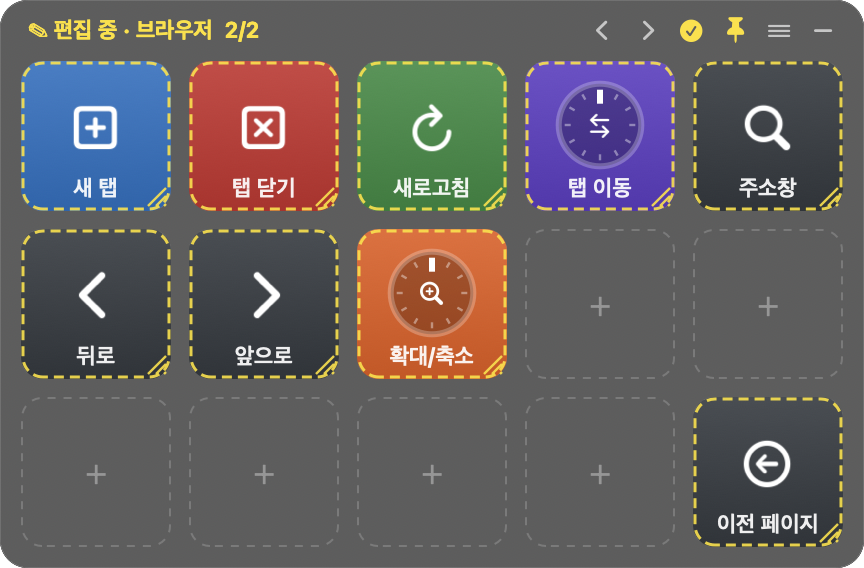 편집 중 · 브라우저 2/2
새 탭
탭 닫기
새로고침
탭 이동
주소창
뒤로
앞으로
확대/축소
이전 페이지